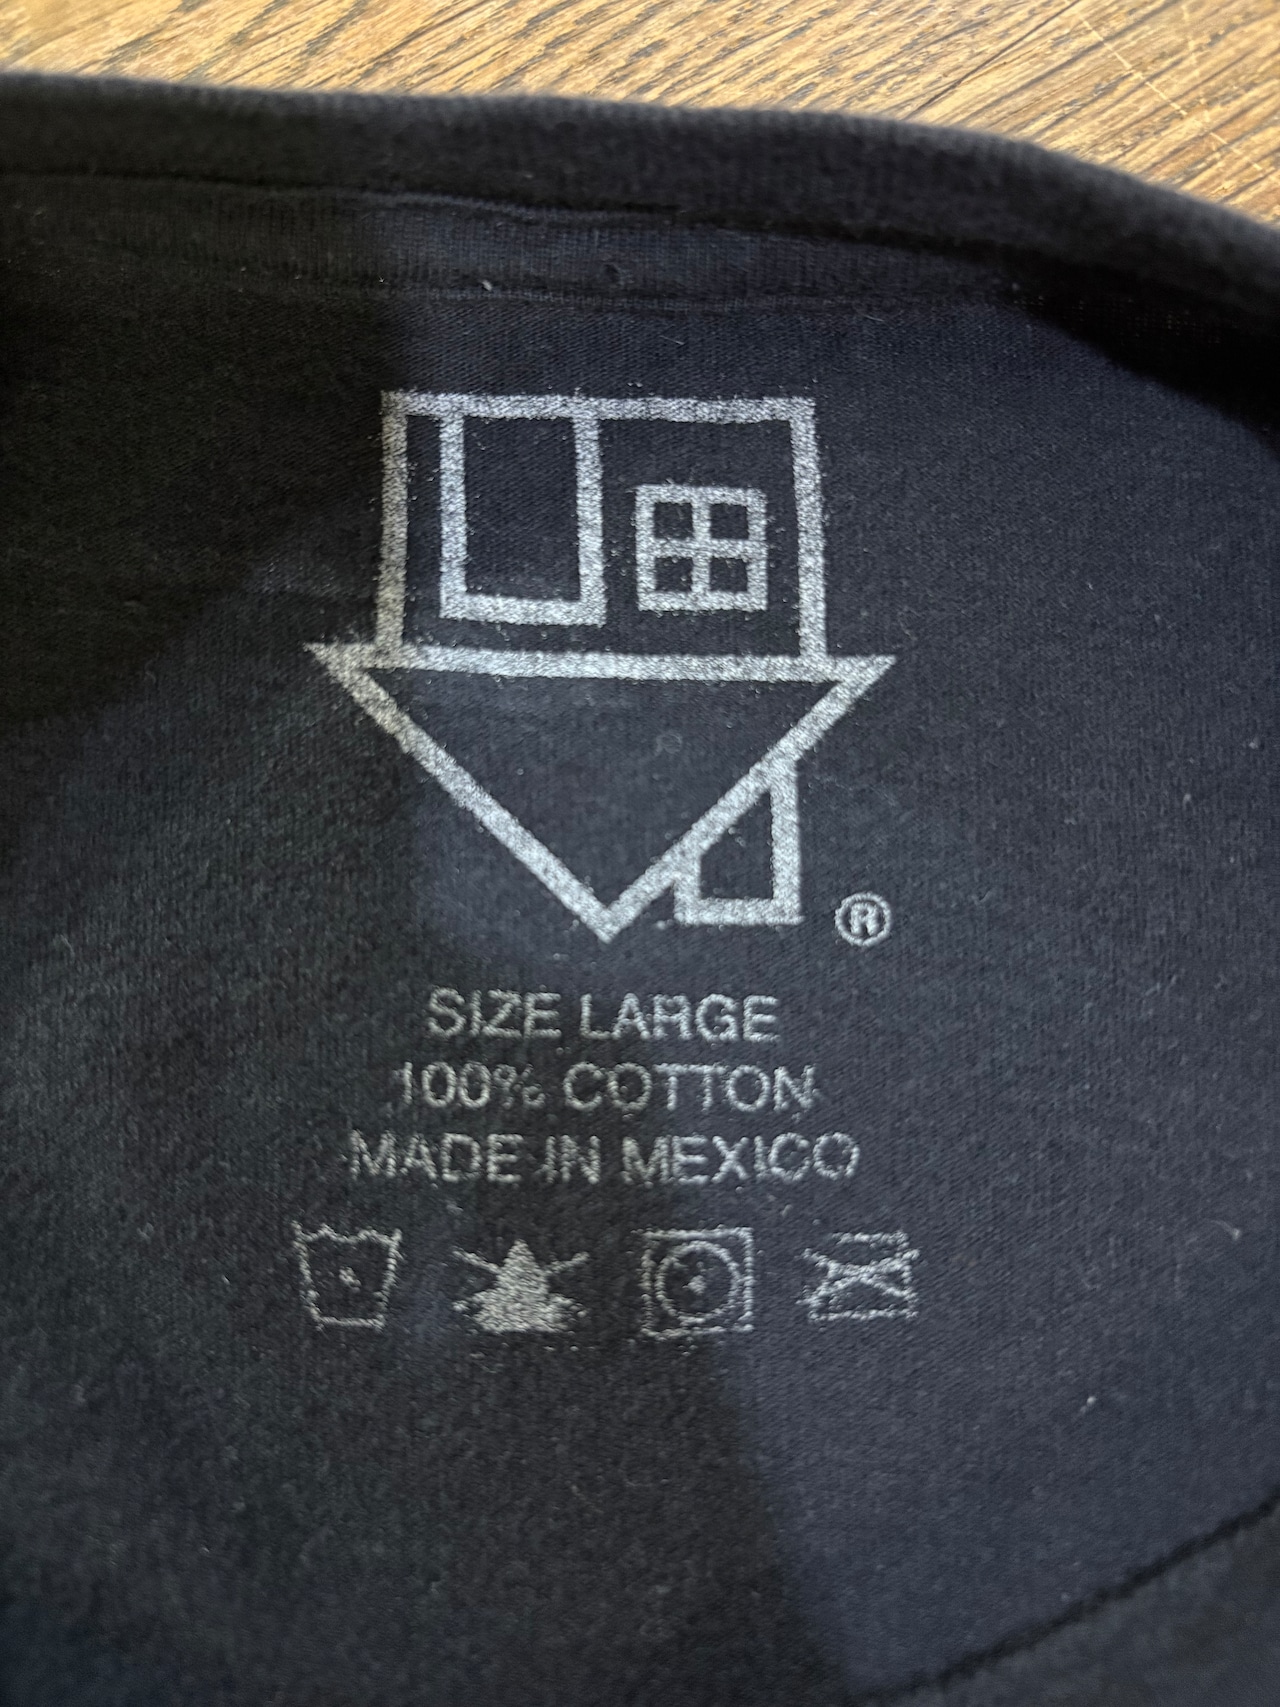 ®
SIZE LARGE
100% COTTON
MADE IN MEXICO